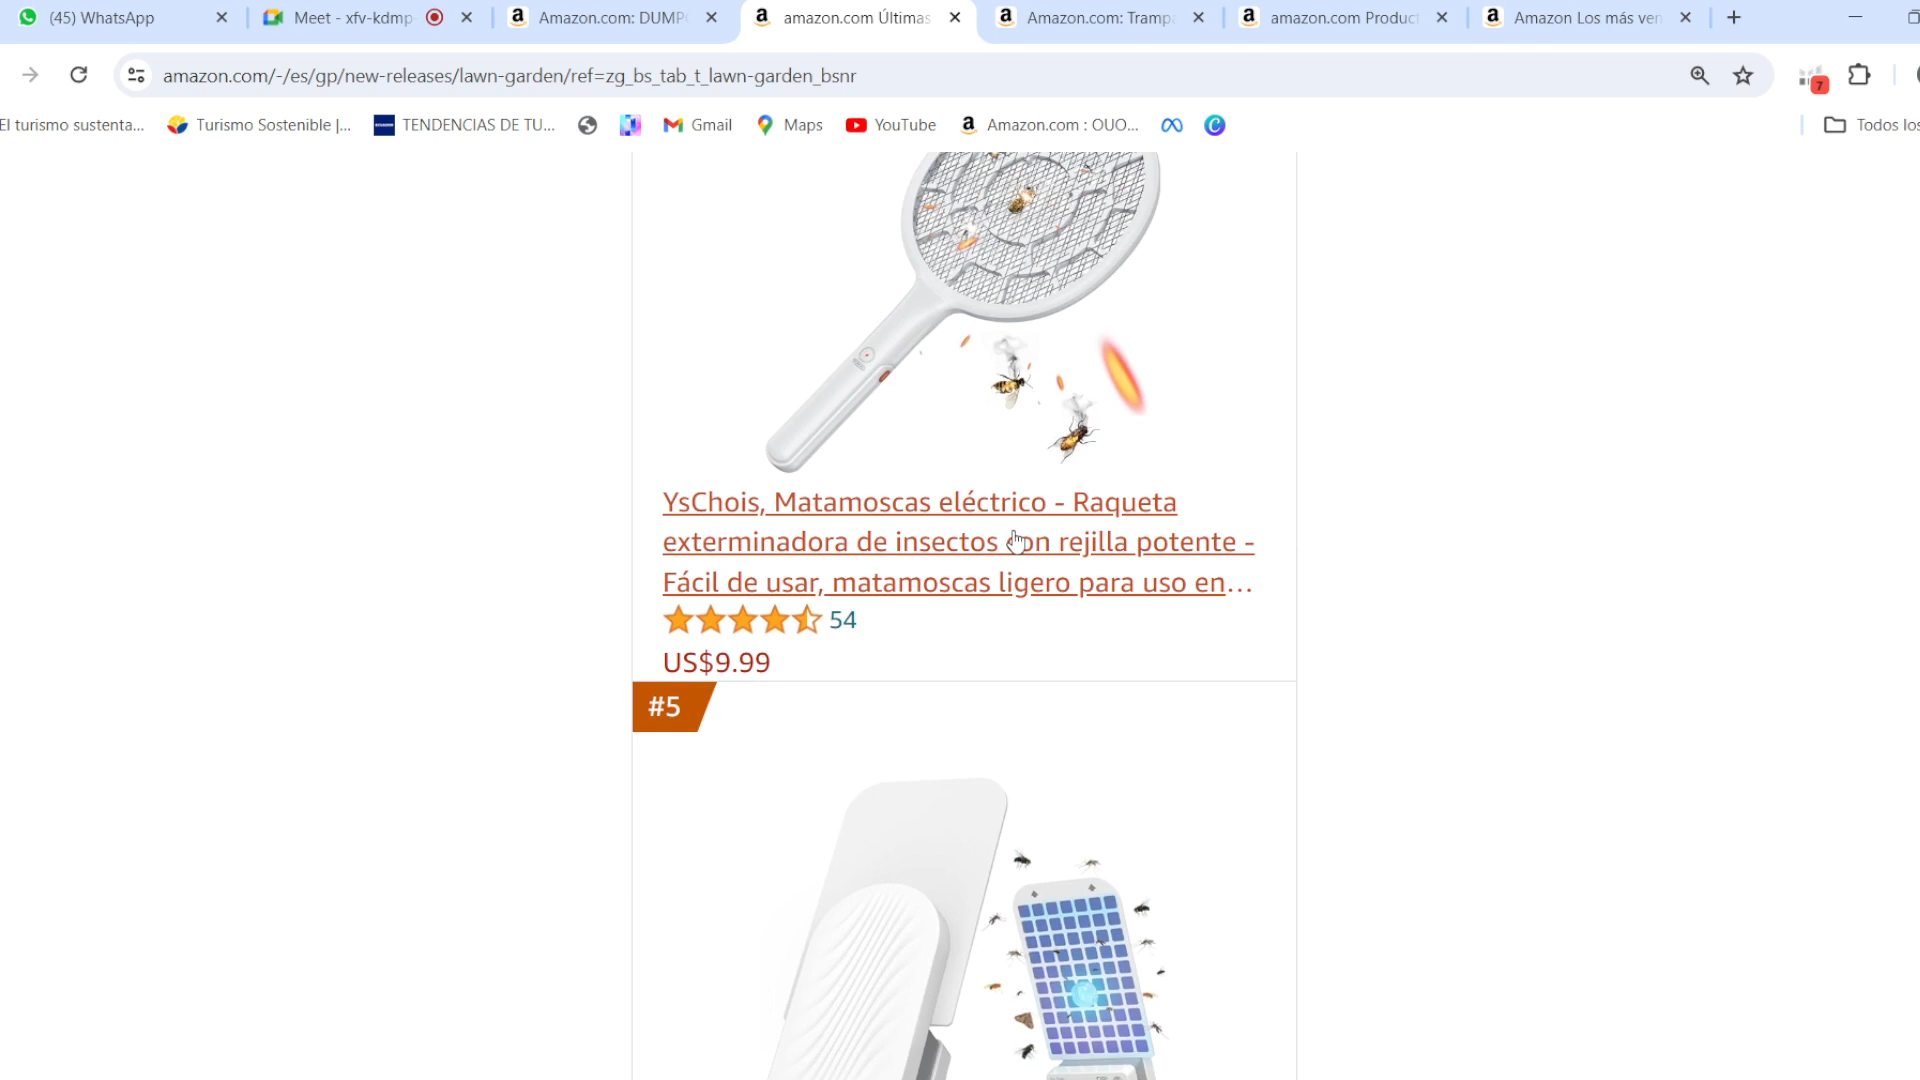 (45) WhatsApp
Meet - xfv-kdmp
Amazon.com: DUMP
amazon.com Últimas
Amazon.com: Tramp
amazon.com Product
Amazon Los más ven
amazon.com/-/es/gp/new-releases/lawn-garden/ref=zg_bs_tab_t_lawn-garden_bsnr
7
El turismo sustenta...
Turismo Sostenible |...
TENDENCIAS DE TU...
Gmail
Maps
YouTube
Amazon.com : OUO...
Todos los
YsChois, Matamoscas eléctrico - Raqueta
exterminadora de insectos con rejilla potente -
Fácil de usar, matamoscas ligero para uso en...
54
US$9.99
#5